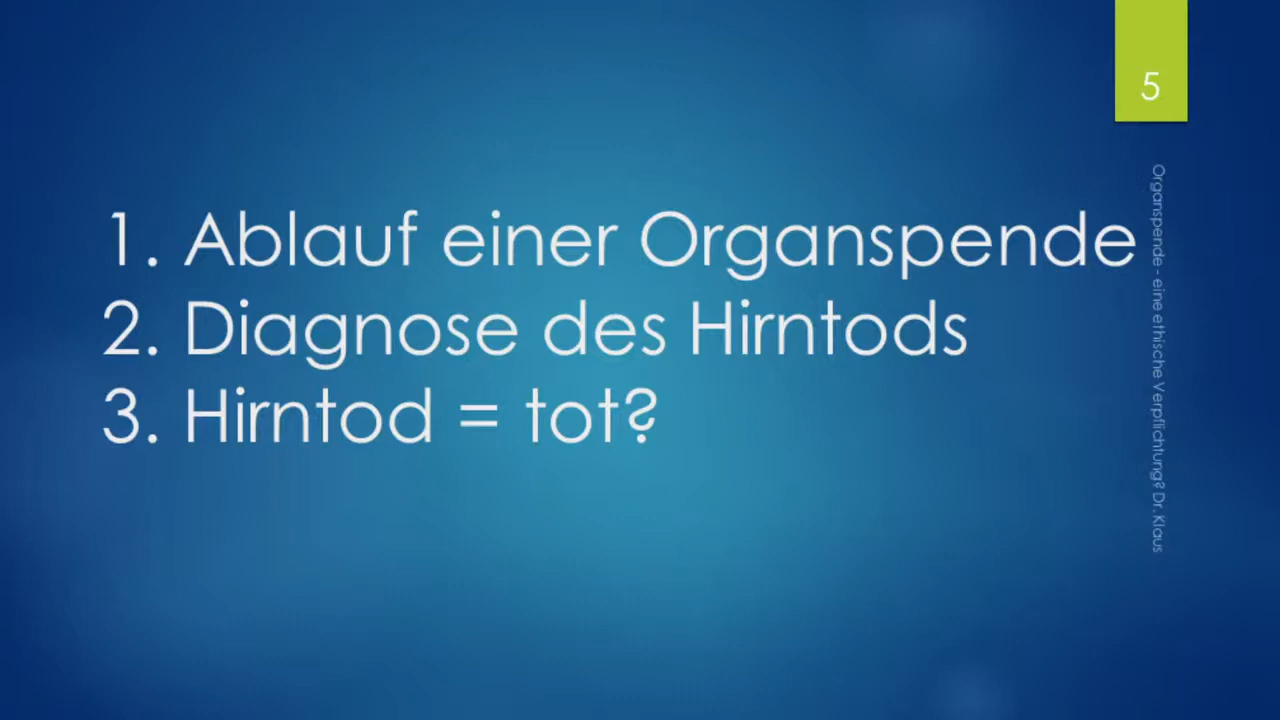 5
1. Ablauf einer Organspende
2. Diagnose des Hirntods
3. Hirntod = tot?
Organspende - eine ethische Verpflichtung? Dr. Klaus